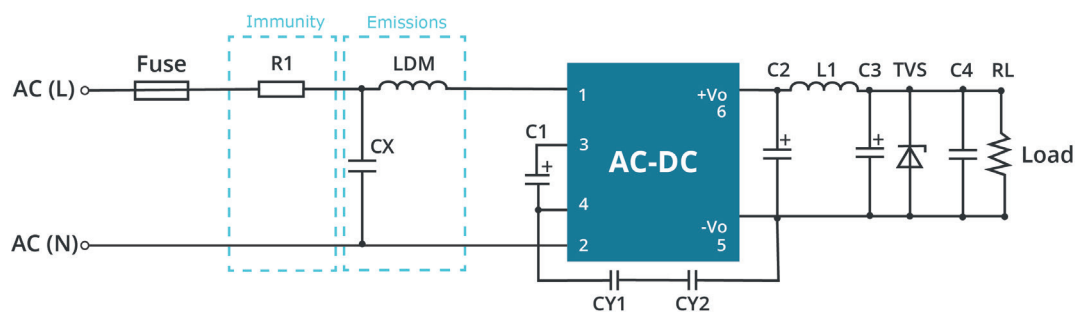 Immunity
Emissions
Fuse
R1
LDM
C2
L1
C3
TVS
C4
RL
AC (L)
1
+Vo
6
C1
3
CX
AC-DC
Load
4
-Vo
5
AC (N)
2
CY1
CY2